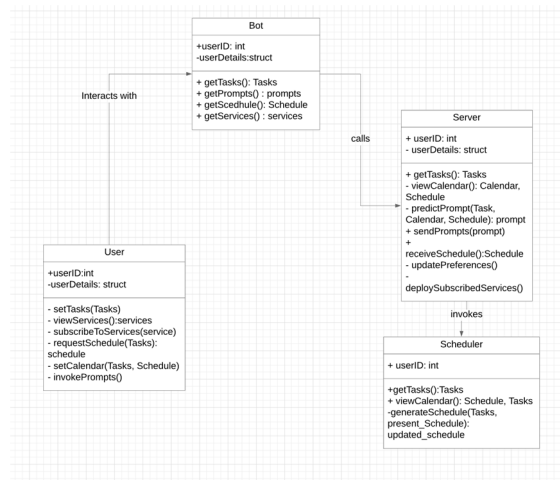 Bot
+userID: int
-userDetails:struct
+ getTasks(): Tasks
+ getPrompts() : prompts
+ getScedhule(): Schedule
+ getServices() : services
Interacts with
calls
Server
+ userID: int
- userDetails: struct
+ getTasks(): Tasks
- viewCalendar(): Calendar,
Schedule
- predictPrompt(Task,
Calendar, Schedule): prompt
+ sendPrompts(prompt)
+
receiveSchedule():Schedule
- updatePreferences()
-
deploySubscribedServices()
User
+userID:int
-userDetails: struct
- setTasks(Tasks)
- viewServices():services
- subscribeToServices(service)
- requestSchedule(Tasks):
schedule
- setCalendar(Tasks, Schedule)
- invokePrompts()
invokes
Scheduler
+ userID: int
+getTasks():Tasks
+ viewCalendar(): Schedule, Tasks
-generateSchedule(Tasks,
present_Schedule):
updated_schedule